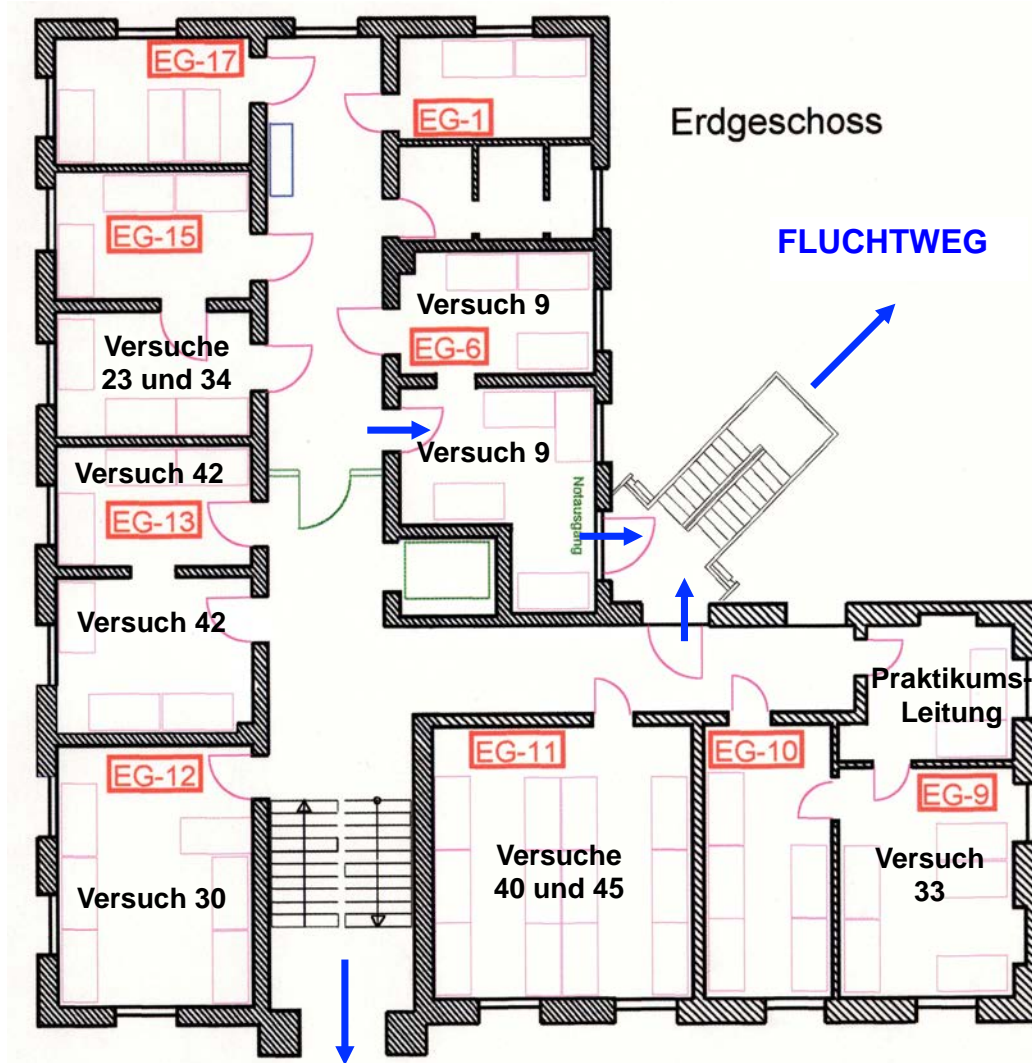 EG-17
EG-1
Erdgeschoss
EG-15
FLUCHTWEG
Versuch 9
EG-6
Versuche
23 und 34
Versuch 9
Versuch 42
EG-13
Notausgang
Versuch 42
Praktikums-
Leitung
EG-12
EG-11
EG-10
EG-9
Versuch 30
Versuche
40 und 45
Versuch
33